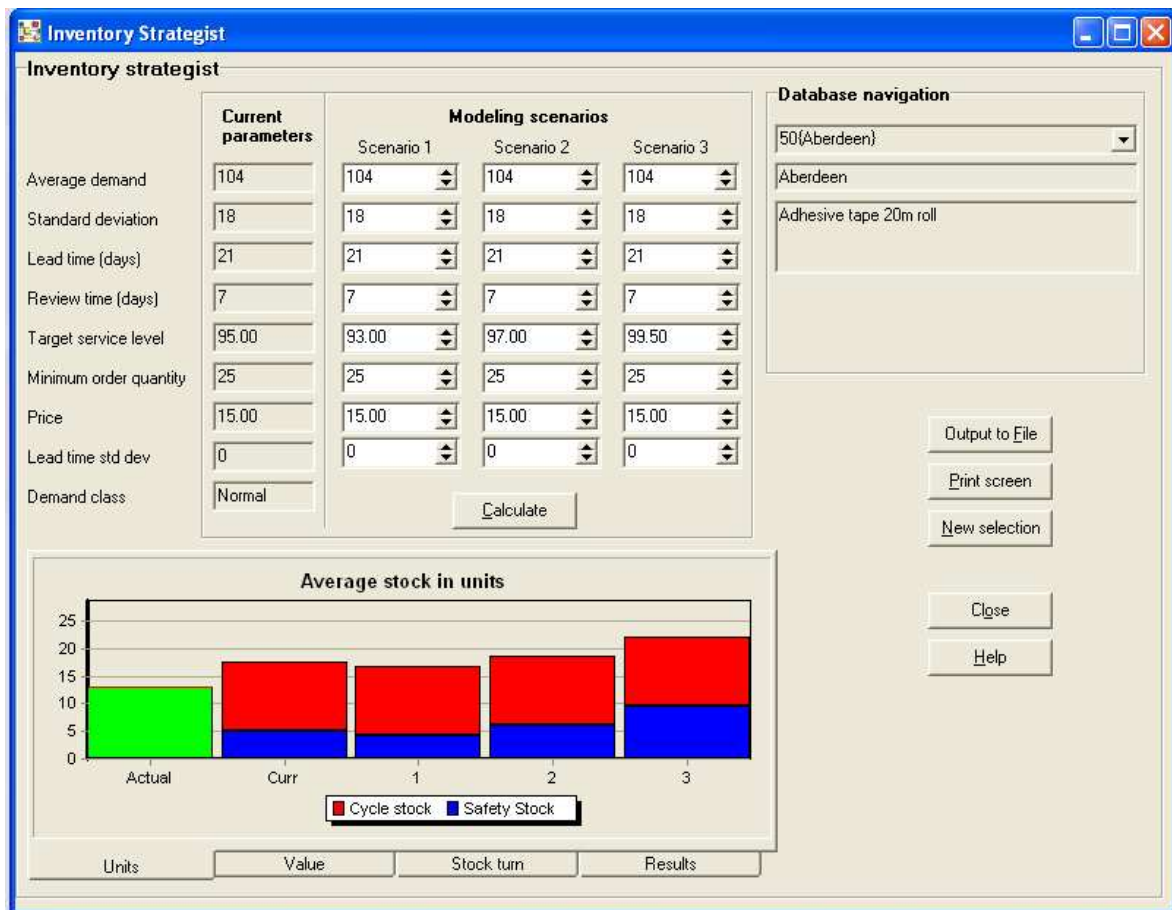 Inventory Strategist
Inventory strategist
Current parameters
Modeling scenarios
Scenario 1 Scenario 2 Scenario 3
Average demand 104 104 104 104
Standard deviation 18 18 18 18
Lead time (days) 21 21 21 21
Review time (days) 7 7 7 7
Target service level 95.00 93.00 97.00 99.50
Minimum order quantity 25 25 25 25
Price 15.00 15.00 15.00 15.00
Lead time std dev 0 0 0 0
Demand class Normal
Calculate
Database navigation
50{Aberdeen}
Aberdeen
Adhesive tape 20m roll
Output to File
Print screen
New selection
Close
Help
Average stock in units
25
20
15
10
5
0
Actual Curr 1 2 3
Cycle stock Safety Stock
Units Value Stock turn Results